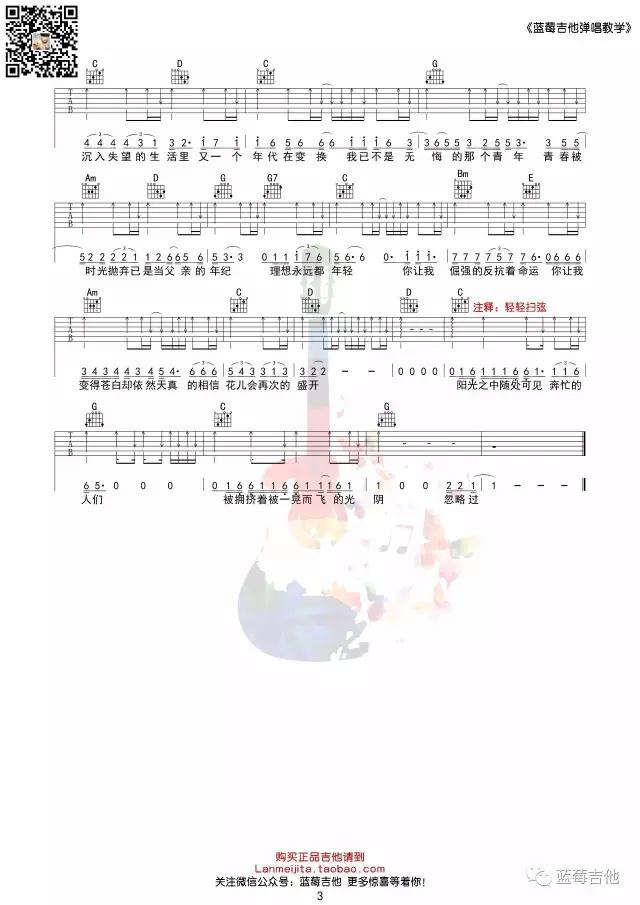 《蓝莓吉他弹唱教学》
C D C G
4 4 4 4 3 1 3 2· i 1 7 i i 6 5 6 6 6 i i i 6 3 3 6 5 5 2 5 5 3· 5 5 5
沉入失望的生活里 又一个 年代在变换 我已不是无悔的那个青年 青春被
Am D G G7 C Bm E
5 2 2 2 2 2 1 1 2 6 6 5 6 5 5 3· 3 0 1 1 1 i 7 6 5 6· 6 0· i i i 7 7 7 7 7 5 7 7 6· 0 6 6 6
时光抛弃已是当父亲的年纪 理想永远都年轻 你让我 倔强的反抗着命运 你让我
Am C D D C 注释：轻轻扫弦
3 4 3 4 4 3 4 5 4· 6 6 6 6 3 4 3 3 1 3 3 2 2 – – 0 0 0 0 0 1 6 1 1 1 6 6 1· 1 1 6
变得苍白却依然天真的相信 花儿会再次的盛开 阳光之中随处可见 奔忙的
G C G
6 5· 0 0 0 0 1 6 6 1 1 6 6 1 1 1 6 1 1 0 0 2 2 1 1 – – –
人们 被拥挤着被一晃而飞的光阴 忽略过
购买正品吉他请到
Lanmeijita.taobao.com
关注微信公众号：蓝莓吉他 更多惊喜等着你！
3
蓝莓吉他